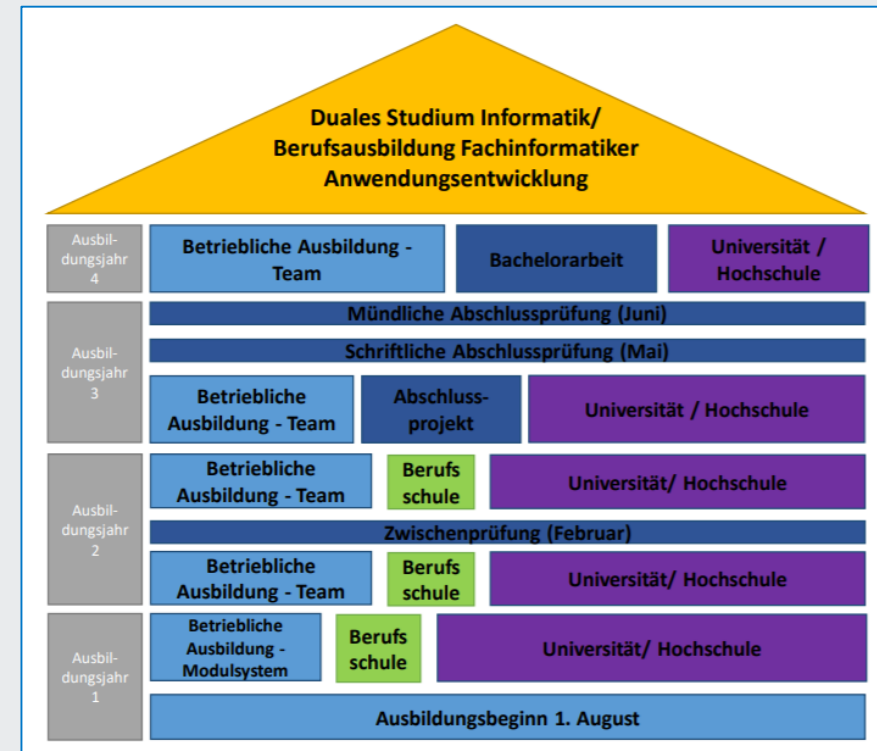 Duales Studium Informatik/
Berufsausbildung Fachinformatiker
Anwendungsentwicklung
Ausbil-
dungsjahr
4
Betriebliche Ausbildung -
Team
Bachelorarbeit
Universität /
Hochschule
Ausbil-
dungsjahr
3
Mündliche Abschlussprüfung (Juni)
Schriftliche Abschlussprüfung (Mai)
Betriebliche
Ausbildung - Team
Abschluss-
projekt
Universität / Hochschule
Ausbil-
dungsjahr
2
Betriebliche
Ausbildung - Team
Berufs
schule
Universität/ Hochschule
Zwischenprüfung (Februar)
Betriebliche
Ausbildung - Team
Berufs
schule
Universität/ Hochschule
Ausbil-
dungsjahr
1
Betriebliche
Ausbildung -
Modulsystem
Berufs
schule
Universität/ Hochschule
Ausbildungsbeginn 1. August